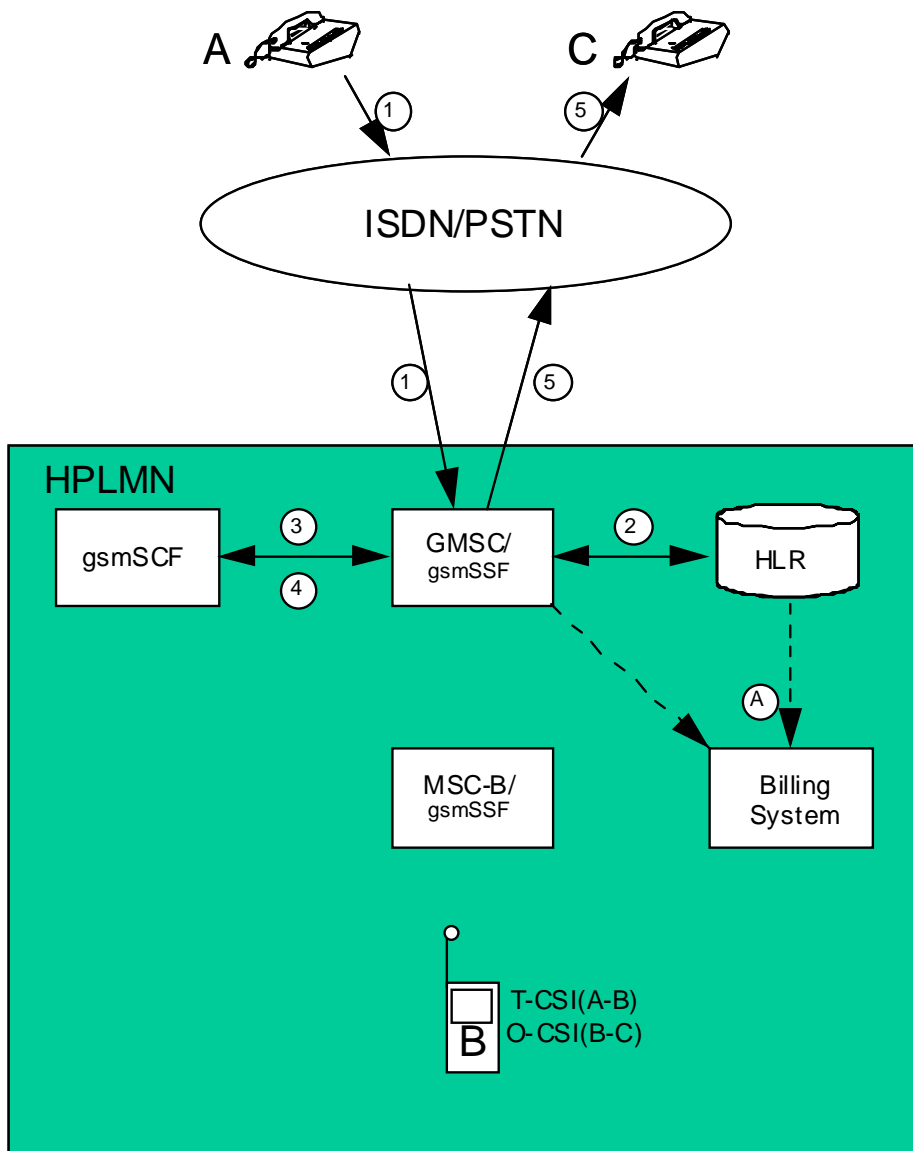 A
C
1
5
ISDN/PSTN
1
5
HPLMN
gsmSCF
3
4
GMSC/
gsmSSF
2
HLR
A
MSC-B/
gsmSSF
Billing
System
T-CSI(A-B)
O-CSI(B-C)
B